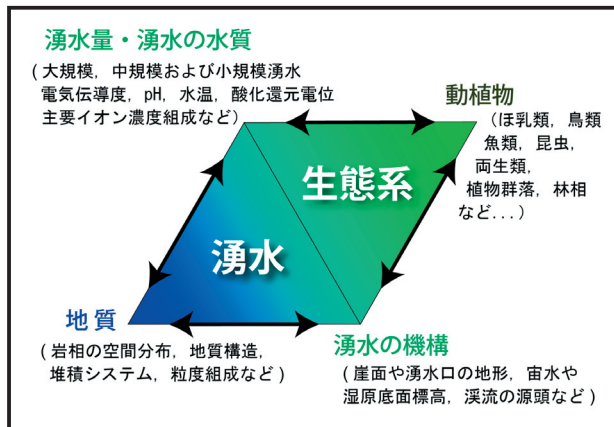 湧水量・湧水の水質
(大規模，中規模および小規模湧水
電気伝導度，pH，水温，酸化還元電位
主要イオン濃度組成など)
動植物
(ほ乳類，鳥類
魚類，昆虫，
両生類，
植物群落，林相
など...)
生態系
湧水
地質
(岩相の空間分布，地質構造，
堆積システム，粒度組成など)
湧水の機構
(崖面や湧水口の地形，宙水や
湿原底面標高，渓流の源頭など)